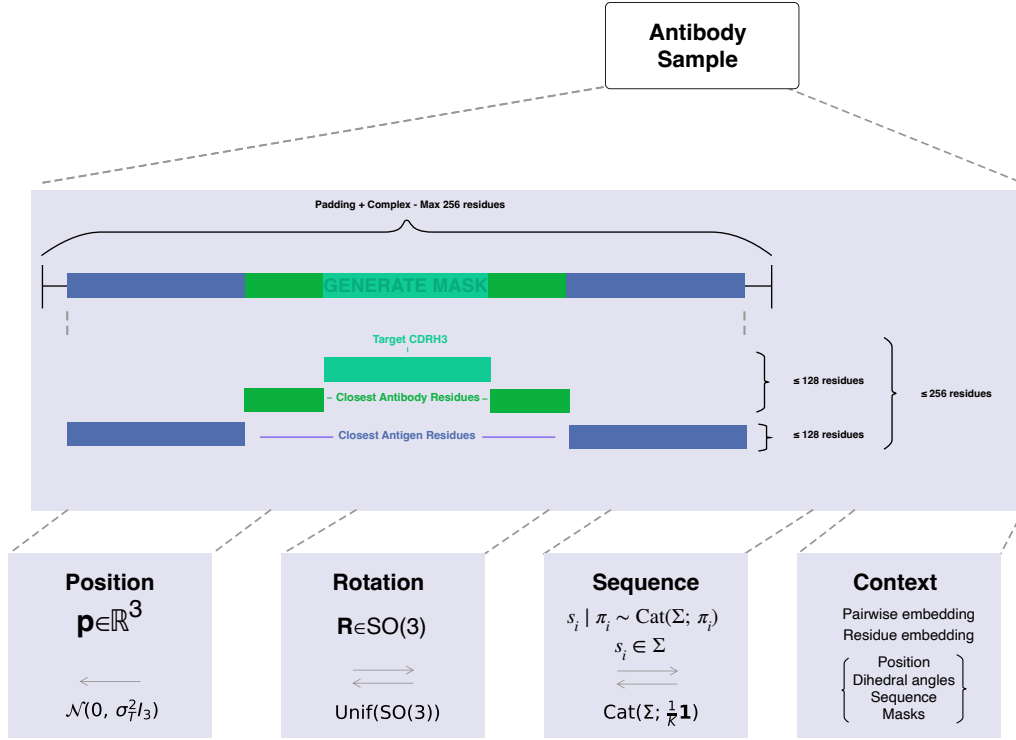 Antibody
Sample
Padding + Complex - Max 256 residues
GENERATE MASK
Target CDRH3
≤ 128 residues
Closest Antibody Residues
≤ 256 residues
Closest Antigen Residues
≤ 128 residues
Position
p∈ℝ³
𝒩(0, σ_T² I₃)
Rotation
R∈SO(3)
Unif(SO(3))
Sequence
s_i | π_i ~ Cat(Σ; π_i)
s_i ∈ Σ
Cat(Σ; 1/K 1)
Context
Pairwise embedding
Residue embedding
Position
Dihedral angles
Sequence
Masks